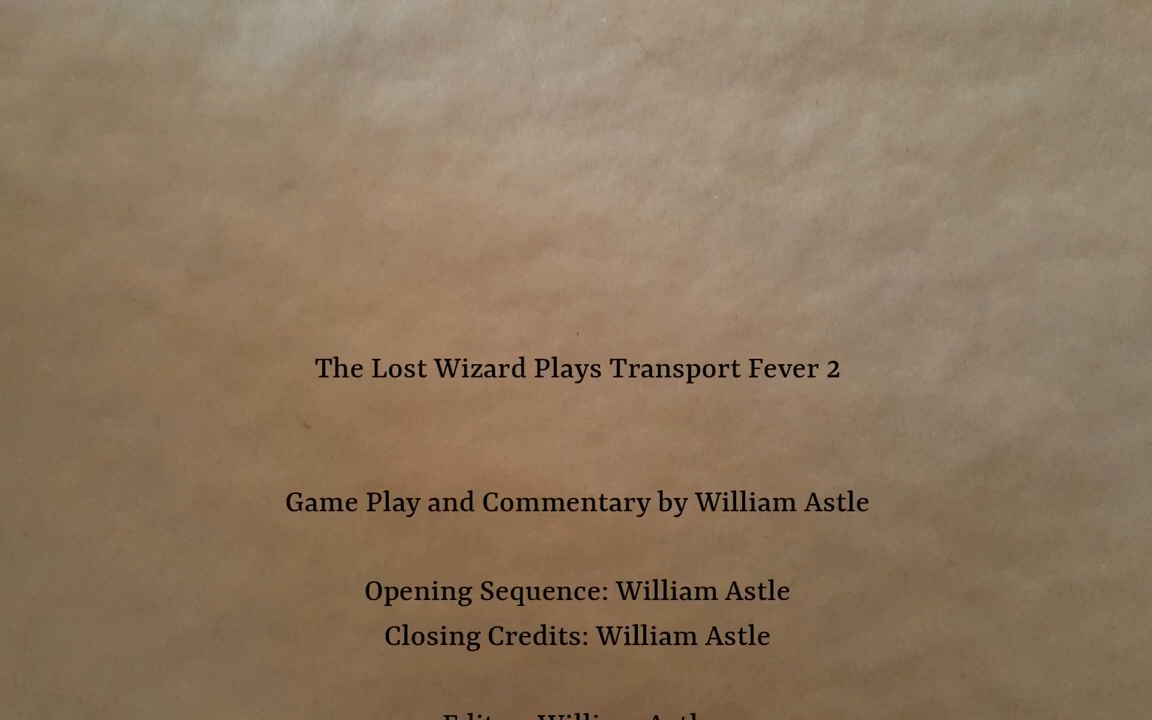 The Lost Wizard Plays Transport Fever 2
Game Play and Commentary by William Astle
Opening Sequence: William Astle
Closing Credits: William Astle